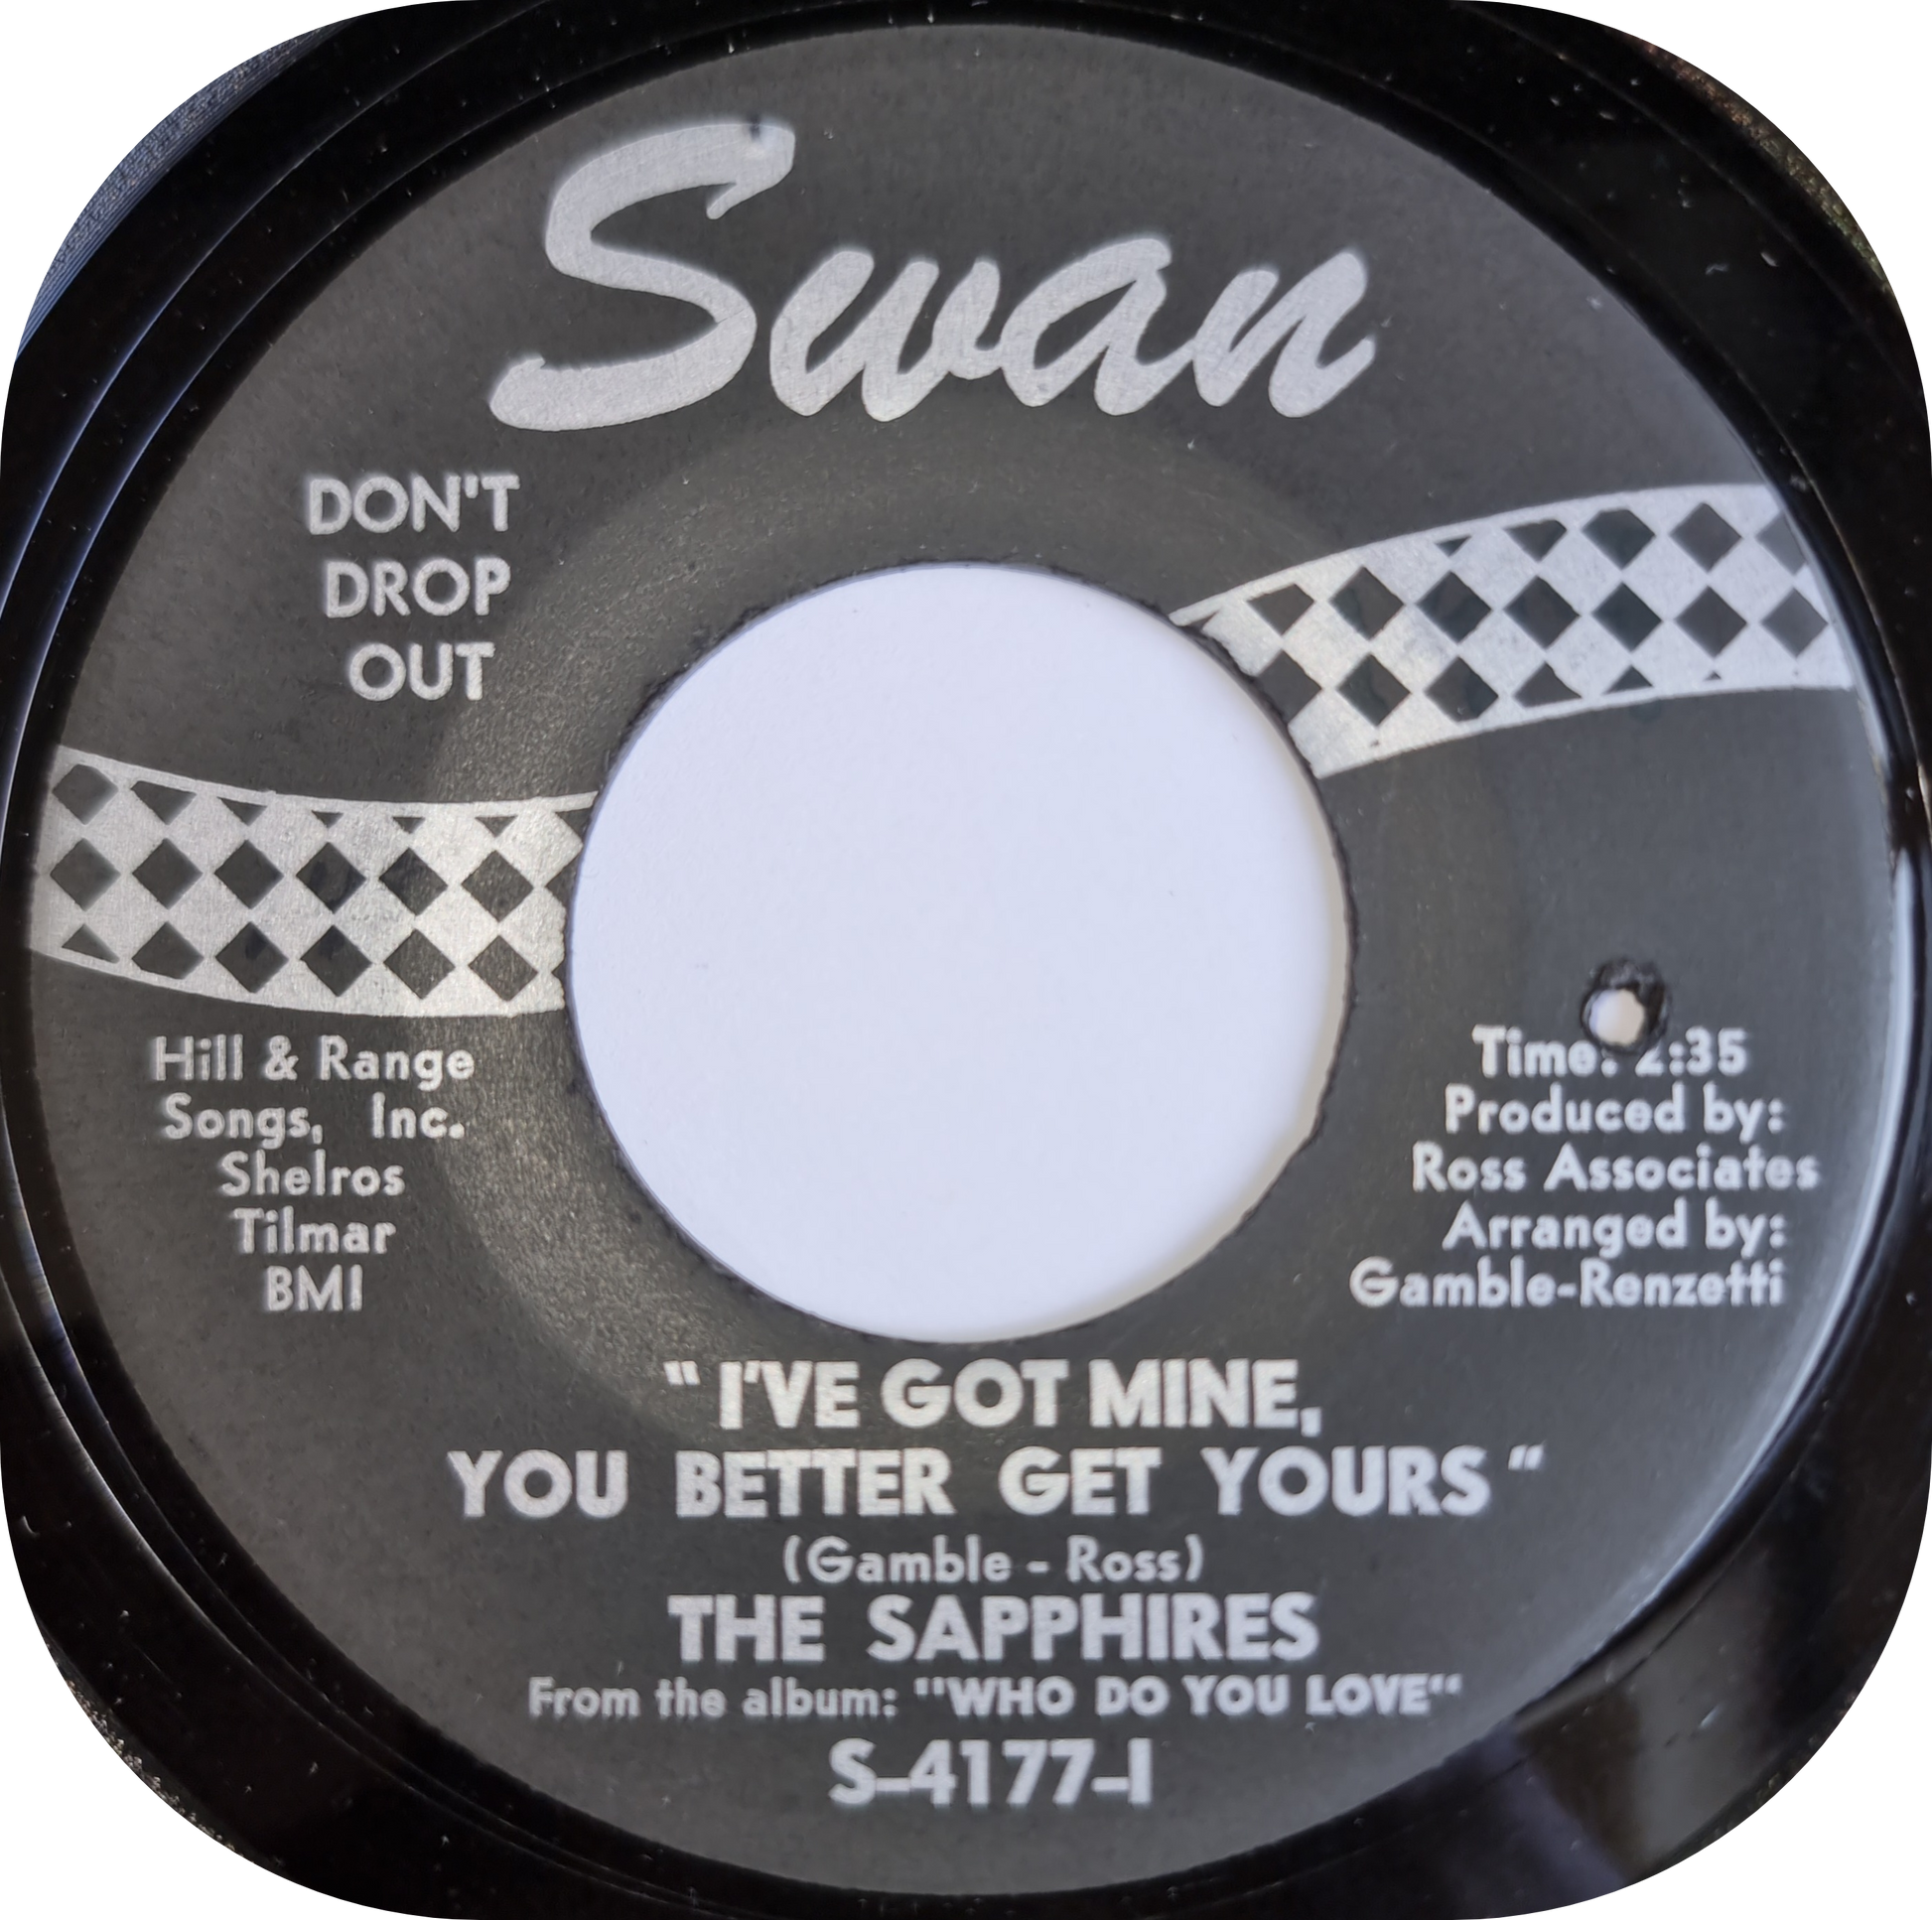 Swan
DON'T
DROP
OUT
Hill & Range
Songs, Inc.
Shelros
Tilmar
BMI
Time: 2:35
Produced by:
Ross Associates
Arranged by:
Gamble-Renzetti
"I'VE GOT MINE,
YOU BETTER GET YOURS"
(Gamble - Ross)
THE SAPPHIRES
From the album: "WHO DO YOU LOVE"
S-4177-I